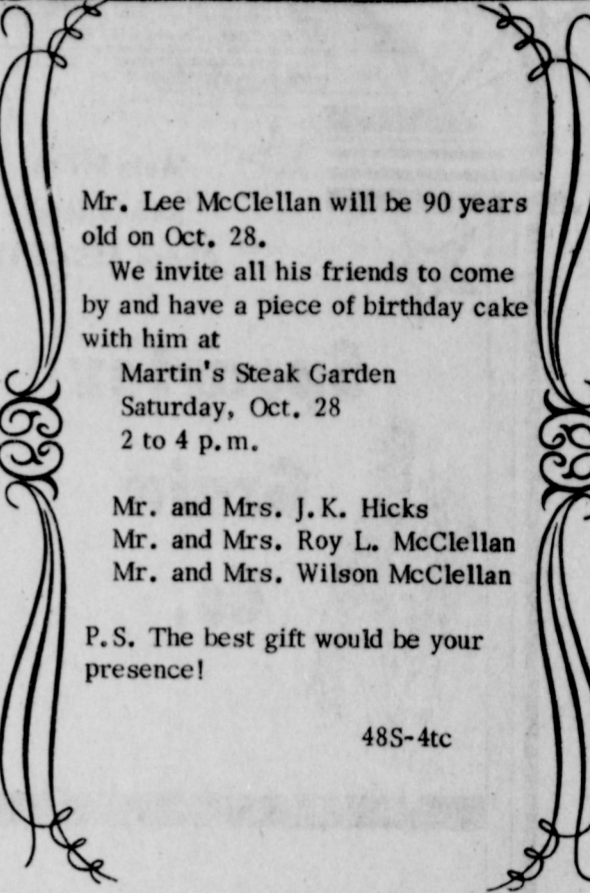 Mr. Lee McClellan will be 90 years
old on Oct. 28.
We invite all his friends to come
by and have a piece of birthday cake
with him at
Martin's Steak Garden
Saturday, Oct. 28
2 to 4 p.m.
Mr. and Mrs. J.K. Hicks
Mr. and Mrs. Roy L. McClellan
Mr. and Mrs. Wilson McClellan
P.S. The best gift would be your
presence!
48S-4tc